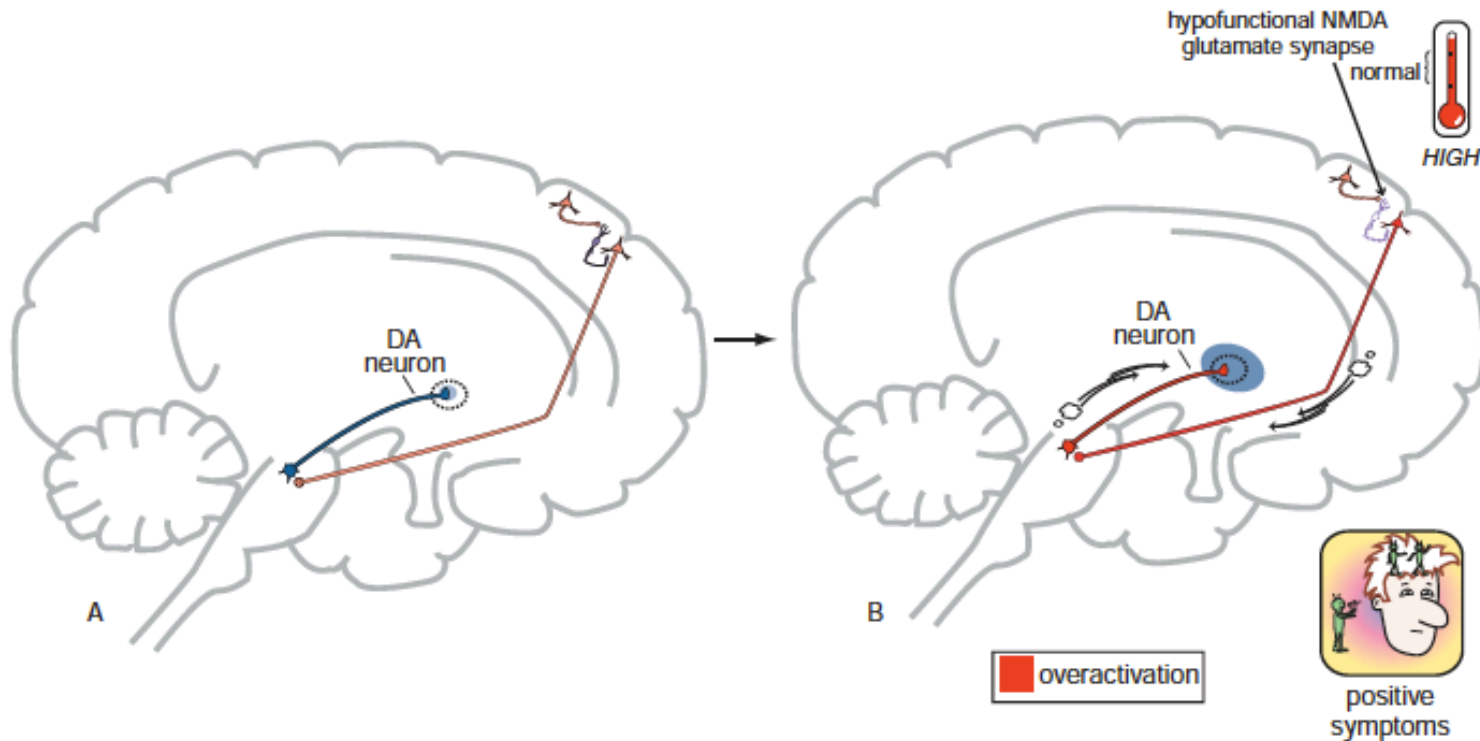 hypofunctional NMDA
glutamate synapse
normal
HIGH
DA
neuron
DA
neuron
A
B
overactivation
positive
symptoms